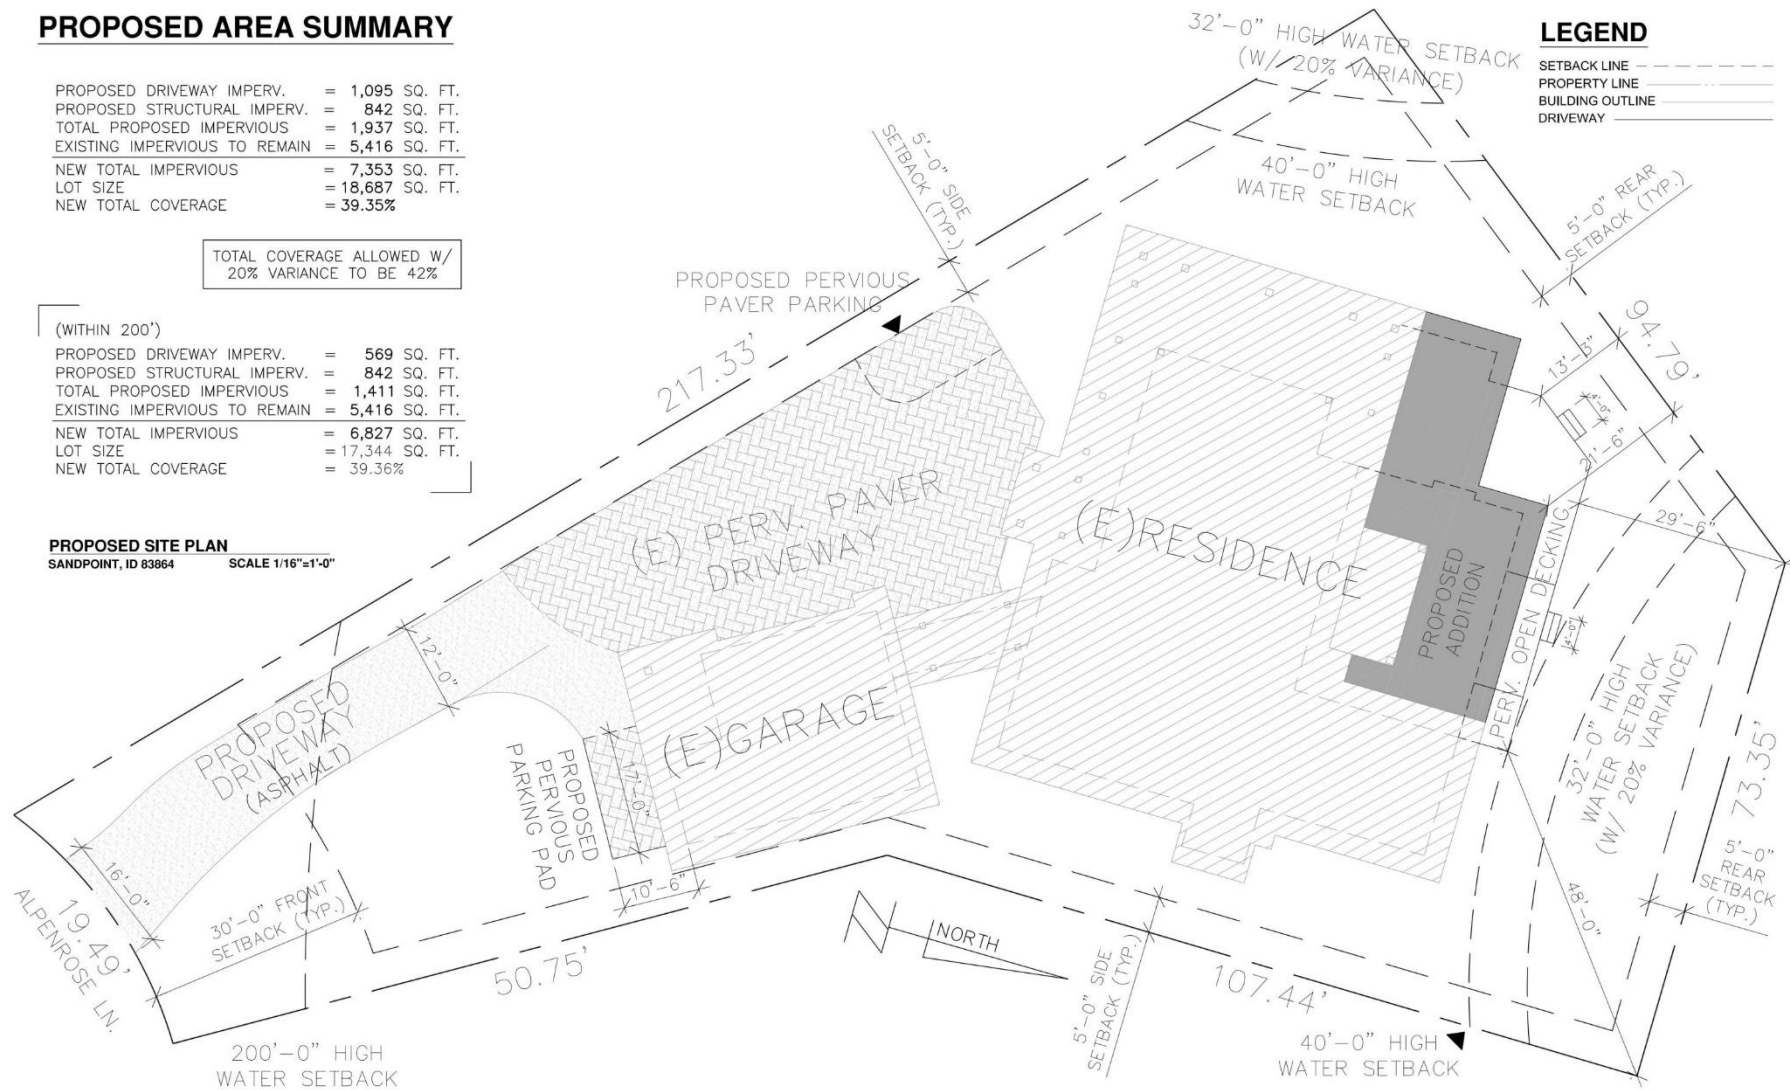 PROPOSED AREA SUMMARY
PROPOSED DRIVEWAY IMPERV. = 1,095 SQ. FT.
PROPOSED STRUCTURAL IMPERV. = 842 SQ. FT.
TOTAL PROPOSED IMPERVIOUS = 1,937 SQ. FT.
EXISTING IMPERVIOUS TO REMAIN = 5,416 SQ. FT.
NEW TOTAL IMPERVIOUS = 7,353 SQ. FT.
LOT SIZE = 18,687 SQ. FT.
NEW TOTAL COVERAGE = 39.35%
TOTAL COVERAGE ALLOWED W/
20% VARIANCE TO BE 42%
(WITHIN 200')
PROPOSED DRIVEWAY IMPERV. = 569 SQ. FT.
PROPOSED STRUCTURAL IMPERV. = 842 SQ. FT.
TOTAL PROPOSED IMPERVIOUS = 1,411 SQ. FT.
EXISTING IMPERVIOUS TO REMAIN = 5,416 SQ. FT.
NEW TOTAL IMPERVIOUS = 6,827 SQ. FT.
LOT SIZE = 17,344 SQ. FT.
NEW TOTAL COVERAGE = 39.36%
PROPOSED SITE PLAN
SANDPOINT, ID 83864 SCALE 1/16"=1'-0"
LEGEND
SETBACK LINE
PROPERTY LINE
BUILDING OUTLINE
DRIVEWAY
32'-0" HIGH WATER SETBACK
(W/ 20% VARIANCE)
40'-0" HIGH
WATER SETBACK
5'-0" SIDE
SETBACK (TYP.)
5'-0" REAR
SETBACK (TYP.)
PROPOSED PERVIOUS
PAVER PARKING
217.33'
94.79'
13'-3"
4'-0"
21'-6"
29'-6"
(E) PERV. PAVER
DRIVEWAY
(E)RESIDENCE
PROPOSED
ADDITION
PERV. OPEN DECKING
4'-0"
32'-0" HIGH
WATER SETBACK
(W/ 20% VARIANCE)
73.35'
5'-0"
REAR
SETBACK
(TYP.)
48'-0"
12'-0"
PROPOSED
DRIVEWAY
(ASPHALT)
(E)GARAGE
PROPOSED
PERVIOUS
PARKING PAD
17'-0"
10'-6"
16'-0"
19.49'
ALPENROSE LN.
30'-0" FRONT
SETBACK (TYP.)
50.75'
NORTH
5'-0" SIDE
SETBACK (TYP.)
107.44'
200'-0" HIGH
WATER SETBACK
40'-0" HIGH
WATER SETBACK